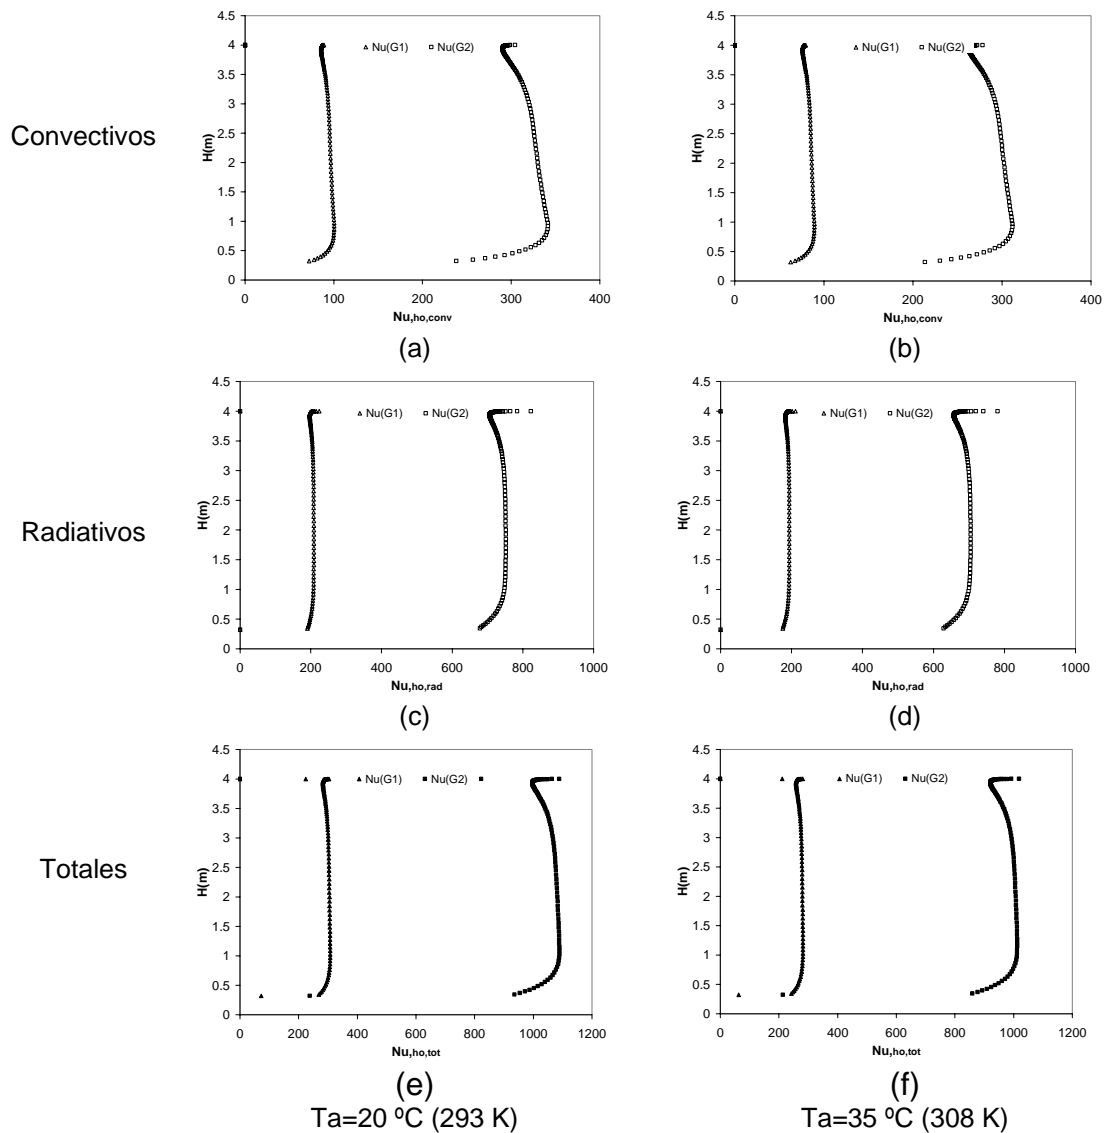 4.5
4
3.5
3
2.5
2
1.5
1
0.5
0
H(m)
Nu(G1) Nu(G2)
0 100 200 300 400
Nu,ho,conv
(a)
4.5
4
3.5
3
2.5
2
1.5
1
0.5
0
H(m)
Nu(G1) Nu(G2)
0 100 200 300 400
Nu,ho,conv
(b)
Convectivos
4.5
4
3.5
3
2.5
2
1.5
1
0.5
0
H(m)
Nu(G1) Nu(G2)
0 200 400 600 800 1000
Nu,ho,rad
(c)
4.5
4
3.5
3
2.5
2
1.5
1
0.5
0
H(m)
Nu(G1) Nu(G2)
0 200 400 600 800 1000
Nu,ho,rad
(d)
Radiativos
4.5
4
3.5
3
2.5
2
1.5
1
0.5
0
H(m)
Nu(G1) Nu(G2)
0 200 400 600 800 1000 1200
Nu,ho,tot
(e)
Ta=20 ºC (293 K)
4.5
4
3.5
3
2.5
2
1.5
1
0.5
0
H(m)
Nu(G1) Nu(G2)
0 200 400 600 800 1000 1200
Nu,ho,tot
(f)
Ta=35 ºC (308 K)
Totales